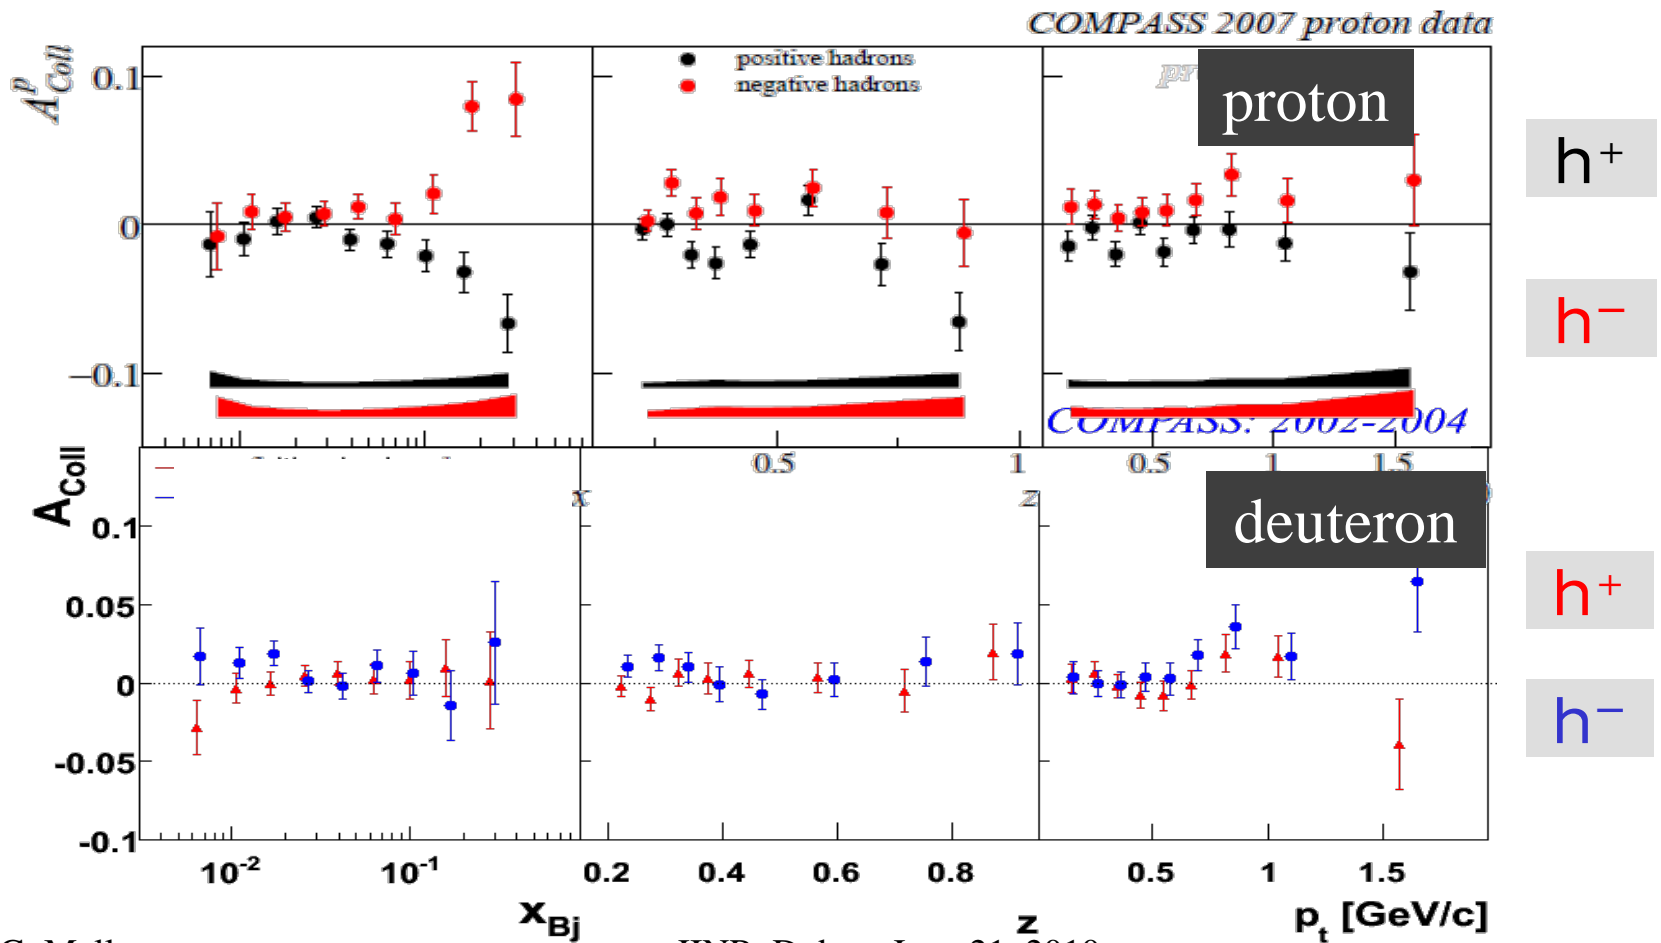 COMPASS 2007 proton data
A^p_Coll
positive hadrons
negative hadrons
proton
0.1
0
−0.1
h+
h−
COMPASS: 2002-2004
0.5
1
0.5
1
1.5
x
z
A_Coll
deuteron
0.1
0.05
0
-0.05
-0.1
h+
h−
10^-2
10^-1
0.2
0.4
0.6
0.8
0.5
1
1.5
x_Bj
z
p_t [GeV/c]